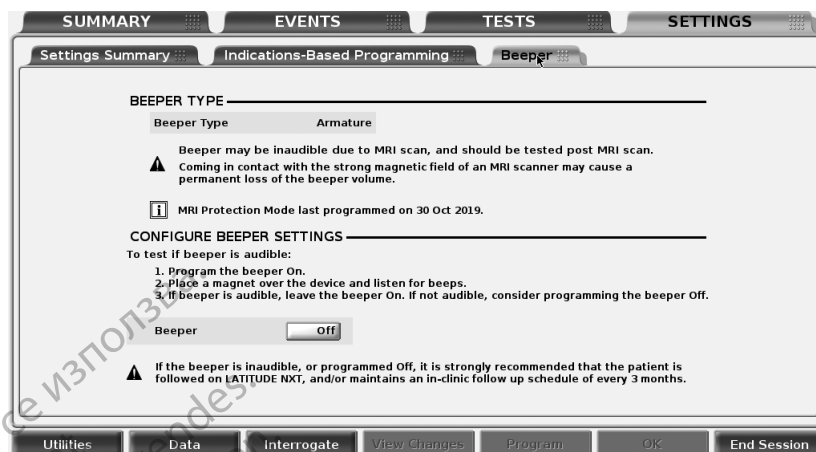 SUMMARY EVENTS TESTS SETTINGS
Settings Summary Indications-Based Programming Beeper
BEEPER TYPE
Beeper Type Armature
Beeper may be inaudible due to MRI scan, and should be tested post MRI scan.
Coming in contact with the strong magnetic field of an MRI scanner may cause a
permanent loss of the beeper volume.
i MRI Protection Mode last programmed on 30 Oct 2019.
CONFIGURE BEEPER SETTINGS
To test if beeper is audible:
1. Program the beeper On.
2. Place a magnet over the device and listen for beeps.
3. If beeper is audible, leave the beeper On. If not audible, consider programming the beeper Off.
Beeper Off
If the beeper is inaudible, or programmed Off, it is strongly recommended that the patient is
followed on LATITUDE NXT, and/or maintains an in-clinic follow up schedule of every 3 months.
Utilities Data Interrogate View Changes Program OK End Session
се използва.